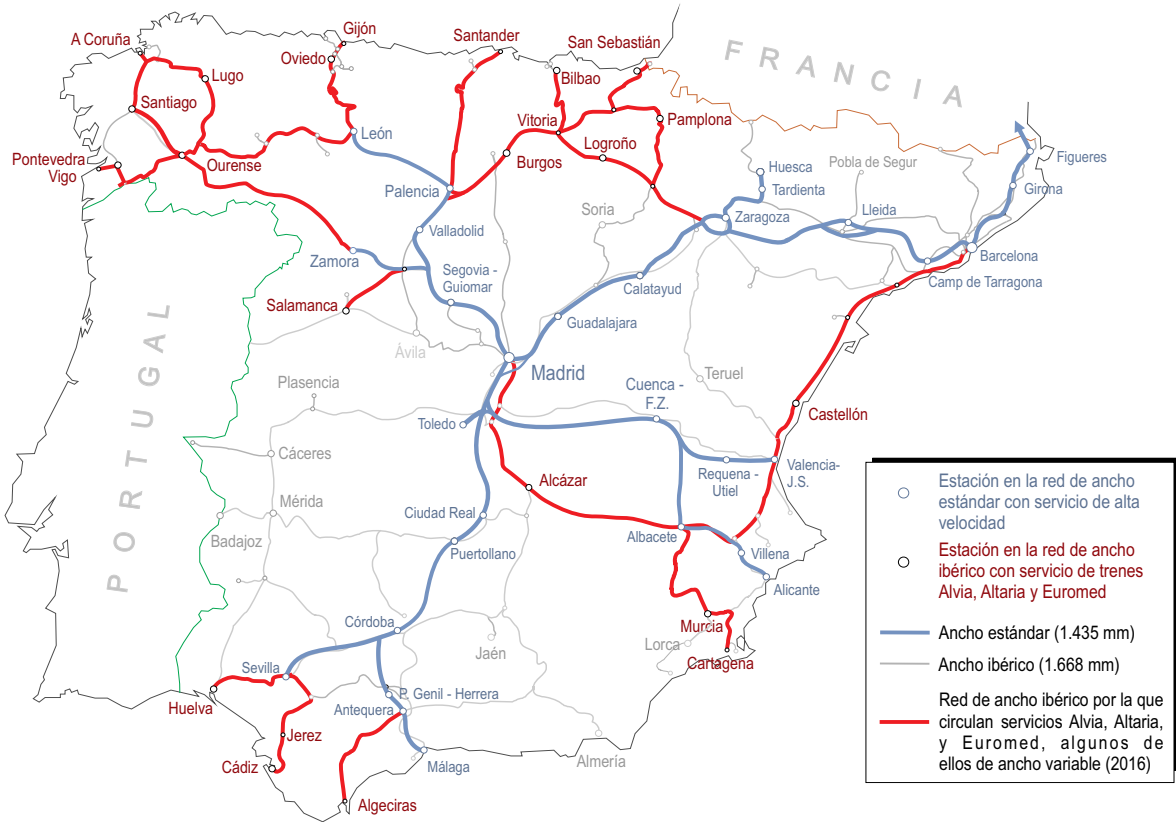 Gijón
A Coruña
Santander
San Sebastián
Oviedo
FRANCIA
Lugo
Bilbao
Santiago
Vitoria
Pamplona
León
Logroño
Pontevedra
Vigo
Ourense
Burgos
Huesca
Pobla de Segur
Figueres
Palencia
Tardienta
Girona
Soria
Zaragoza
Lleida
Valladolid
Zamora
Segovia -
Guiomar
Barcelona
Calatayud
Camp de Tarragona
Salamanca
Guadalajara
PORTUGAL
Ávila
Madrid
Teruel
Plasencia
Cuenca -
F.Z.
Castellón
Toledo
Cáceres
Requena -
Utiel
Valencia-
J.S.
Alcázar
Mérida
Ciudad Real
Badajoz
Albacete
Puertollano
Villena
Alicante
Córdoba
Murcia
Jaén
Lorca
Cartagena
Sevilla
P. Genil - Herrera
Huelva
Antequera
Jerez
Almería
Cádiz
Málaga
Algeciras
Estación en la red de ancho
estándar con servicio de alta
velocidad
Estación en la red de ancho
ibérico con servicio de trenes
Alvia, Altaria y Euromed
Ancho estándar (1.435 mm)
Ancho ibérico (1.668 mm)
Red de ancho ibérico por la que
circulan servicios Alvia, Altaria,
y Euromed, algunos de
ellos de ancho variable (2016)